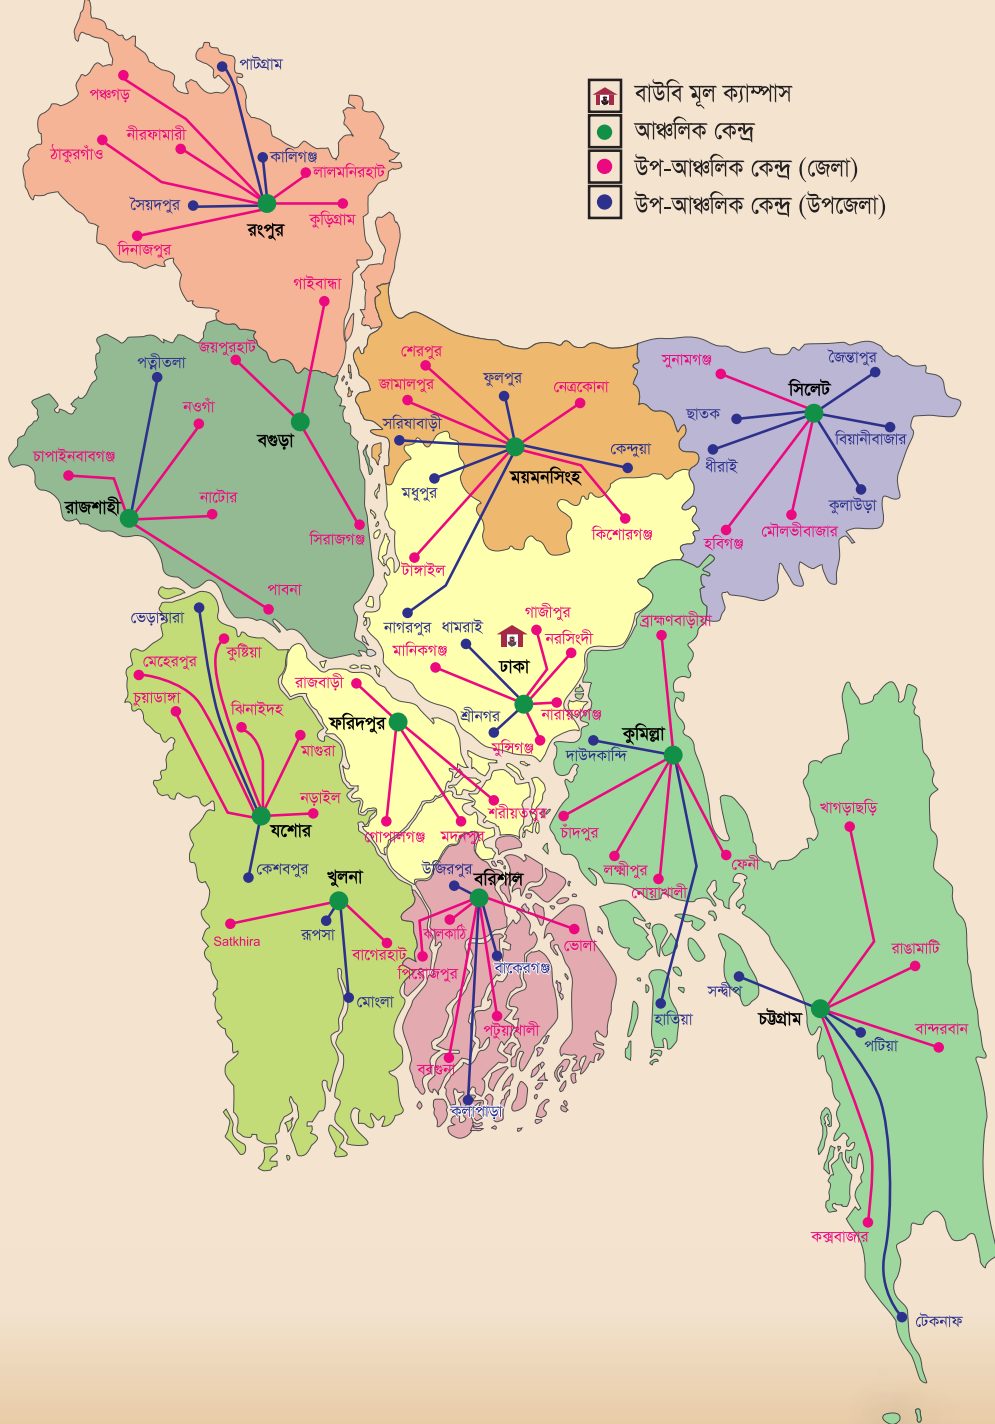 পাটগ্রাম
পঞ্চগড়
বাউবি মূল ক্যাম্পাস
আঞ্চলিক কেন্দ্র
উপ-আঞ্চলিক কেন্দ্র (জেলা)
উপ-আঞ্চলিক কেন্দ্র (উপজেলা)
নীরফামারী
ঠাকুরগাঁও
কালিগঞ্জ
লালমনিরহাট
সৈয়দপুর
কুড়িগ্রাম
রংপুর
দিনাজপুর
গাইবান্ধা
জয়পুরহাট
পত্নীতলা
নওগাঁ
বগুড়া
চাপাইনবাবগঞ্জ
রাজশাহী
নাটোর
সিরাজগঞ্জ
পাবনা
শেরপুর
জামালপুর
ফুলপুর
নেত্রকোনা
সরিষাবাড়ী
কেন্দুয়া
ময়মনসিংহ
মধুপুর
কিশোরগঞ্জ
টাঙ্গাইল
নাগরপুর
সুনামগঞ্জ
জৈন্তাপুর
সিলেট
ছাতক
বিয়ানীবাজার
ধীরাই
কুলাউড়া
হবিগঞ্জ
মৌলভীবাজার
ধামরাই
গাজীপুর
নরসিংদী
মানিকগঞ্জ
ঢাকা
শ্রীনগর
নারায়ণগঞ্জ
মুন্সিগঞ্জ
ব্রাহ্মণবাড়ীয়া
কুমিল্লা
দাউদকান্দি
চাঁদপুর
লক্ষ্মীপুর
নোয়াখালী
ফেনী
হাতিয়া
ভেড়ামারা
কুষ্টিয়া
মেহেরপুর
চুয়াডাঙ্গা
ঝিনাইদহ
মাগুরা
নড়াইল
যশোর
কেশবপুর
রাজবাড়ী
ফরিদপুর
গোপালগঞ্জ
মদনপুর
শরীয়তপুর
খুলনা
Satkhira
রূপসা
বাগেরহাট
মোংলা
উজিরপুর
বরিশাল
ঝালকাঠি
ভোলা
পিরোজপুর
বাকেরগঞ্জ
পটুয়াখালী
বরগুনা
কলাপাড়া
খাগড়াছড়ি
রাঙামাটি
সন্দ্বীপ
চট্টগ্রাম
বান্দরবান
পটিয়া
কক্সবাজার
টেকনাফ